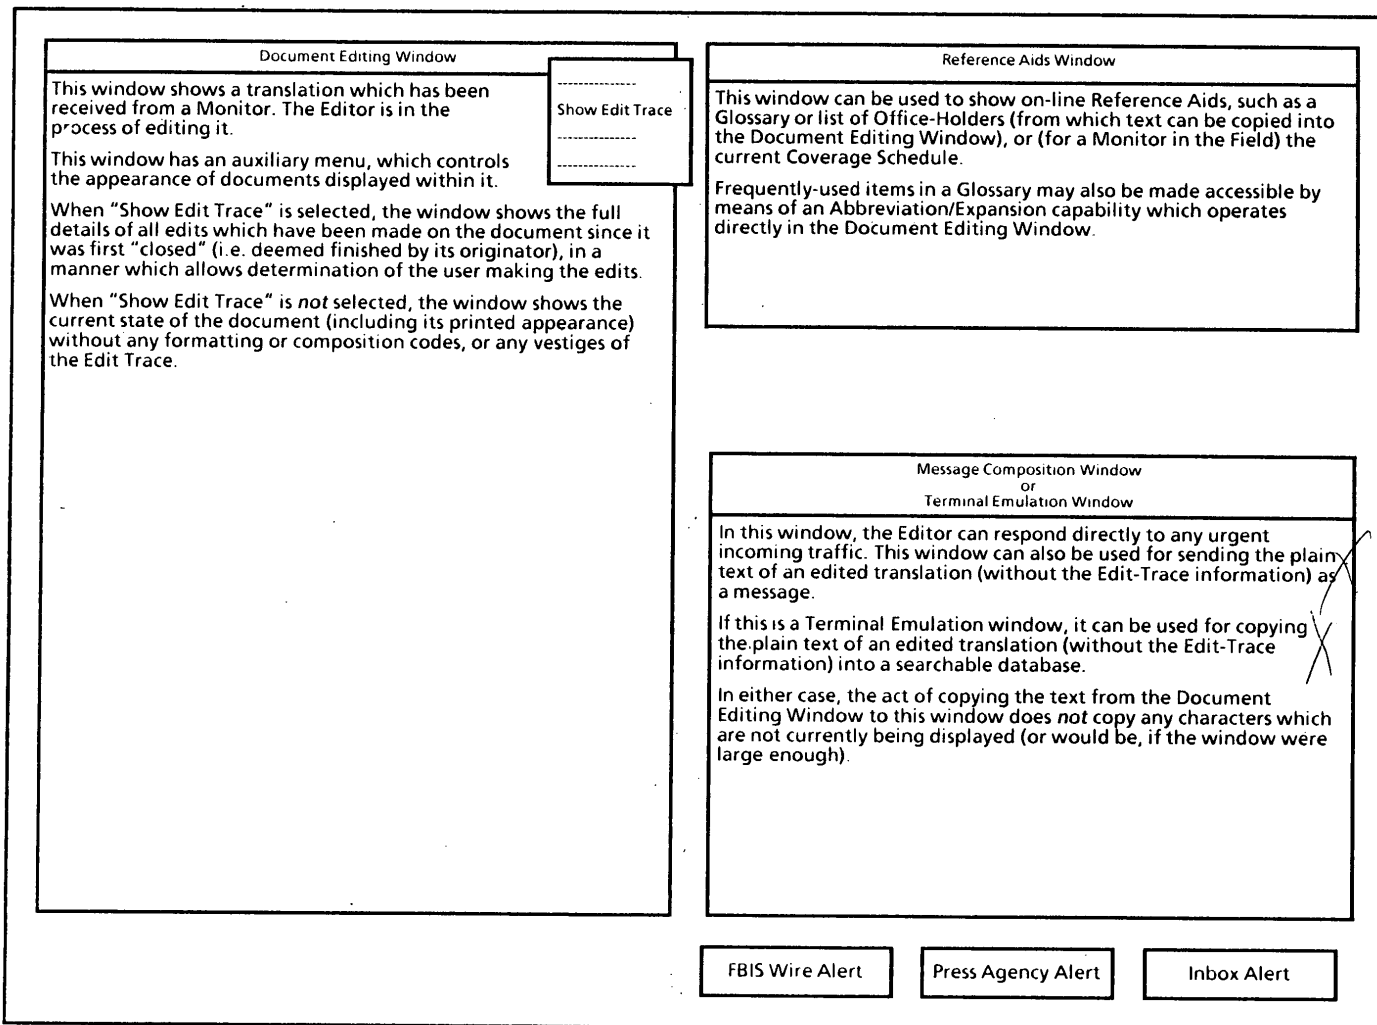 Document Editing Window
This window shows a translation which has been
received from a Monitor. The Editor is in the
process of editing it.
This window has an auxiliary menu, which controls
the appearance of documents displayed within it.
When "Show Edit Trace" is selected, the window shows the full
details of all edits which have been made on the document since it
was first "closed" (i.e. deemed finished by its originator), in a
manner which allows determination of the user making the edits.
When "Show Edit Trace" is not selected, the window shows the
current state of the document (including its printed appearance)
without any formatting or composition codes, or any vestiges of
the Edit Trace.
Show Edit Trace
Reference Aids Window
This window can be used to show on-line Reference Aids, such as a
Glossary or list of Office-Holders (from which text can be copied into
the Document Editing Window), or (for a Monitor in the Field) the
current Coverage Schedule.
Frequently-used items in a Glossary may also be made accessible by
means of an Abbreviation/Expansion capability which operates
directly in the Document Editing Window.
Message Composition Window
or
Terminal Emulation Window
In this window, the Editor can respond directly to any urgent
incoming traffic. This window can also be used for sending the plain
text of an edited translation (without the Edit-Trace information) as
a message.
If this is a Terminal Emulation window, it can be used for copying
the plain text of an edited translation (without the Edit-Trace
information) into a searchable database.
In either case, the act of copying the text from the Document
Editing Window to this window does not copy any characters which
are not currently being displayed (or would be, if the window were
large enough).
FBIS Wire Alert
Press Agency Alert
Inbox Alert